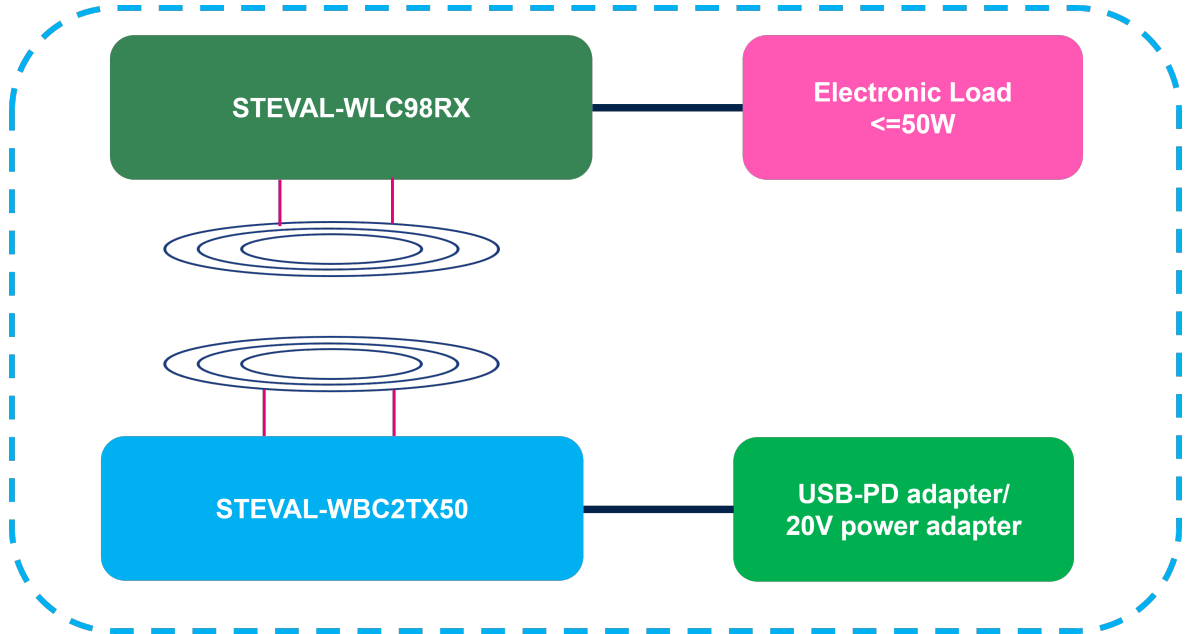 STEVAL-WLC98RX
Electronic Load
<=50W
STEVAL-WBC2TX50
USB-PD adapter/
20V power adapter